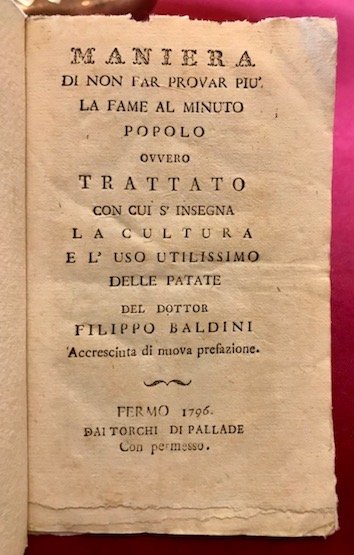 MANIERA
DI NON FAR PROVAR PIU'
LA FAME AL MINUTO
POPOLO
OVVERO
TRATTATO
CON CUI S' INSEGNA
LA CULTURA
E L' USO UTILISSIMO
DELLE PATATE
DEL DOTTOR
FILIPPO BALDINI
Accresciuta di nuova prefazione.
FERMO 1796.
DAI TORCHI DI PALLADE
Con permesso.